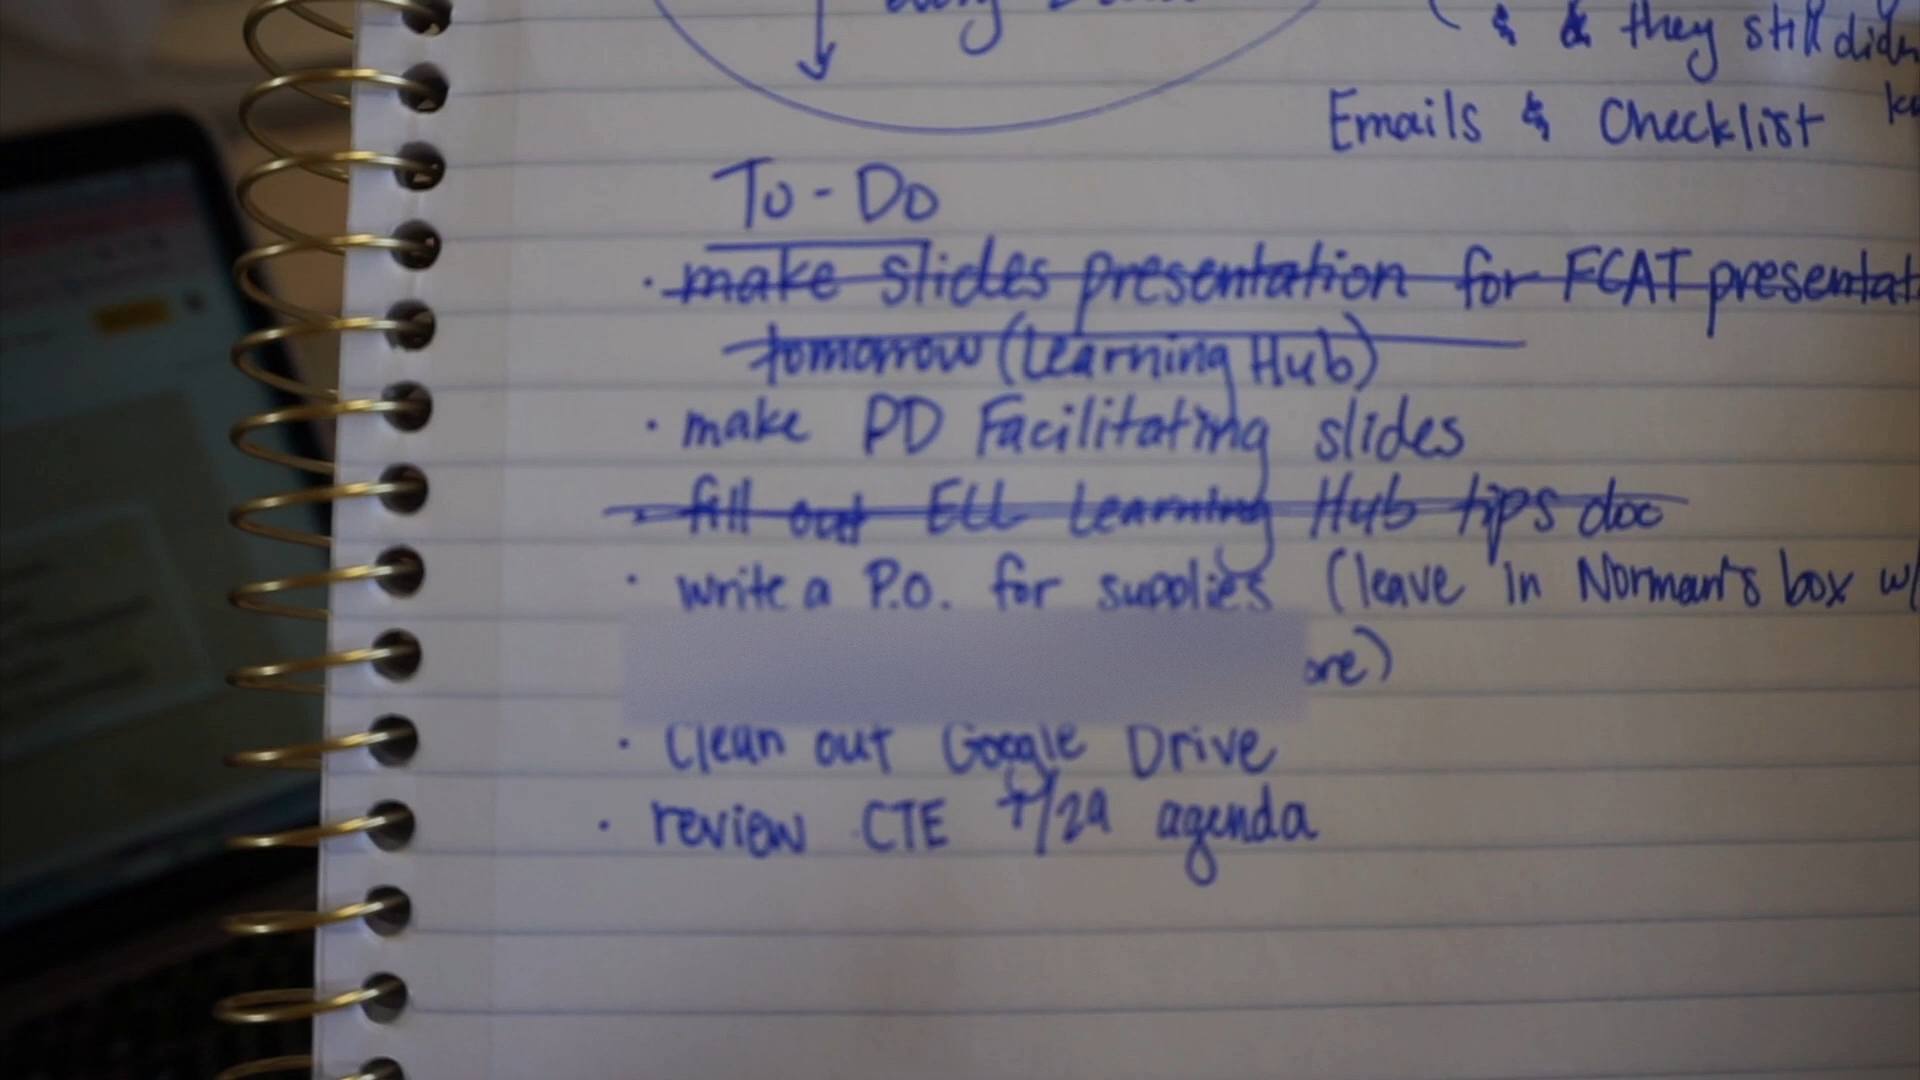 & & they still didn
Emails & Checklist
To-Do
· make slides presentation for FCAT presentat
tomorrow (Learning Hub)
· make PD Facilitating slides
· fill out ELL Learning Hub tips doc
· write a P.O. for supplies (leave in Norman's box w/
ore)
· Clean out Google Drive
· review CTE 7/29 agenda